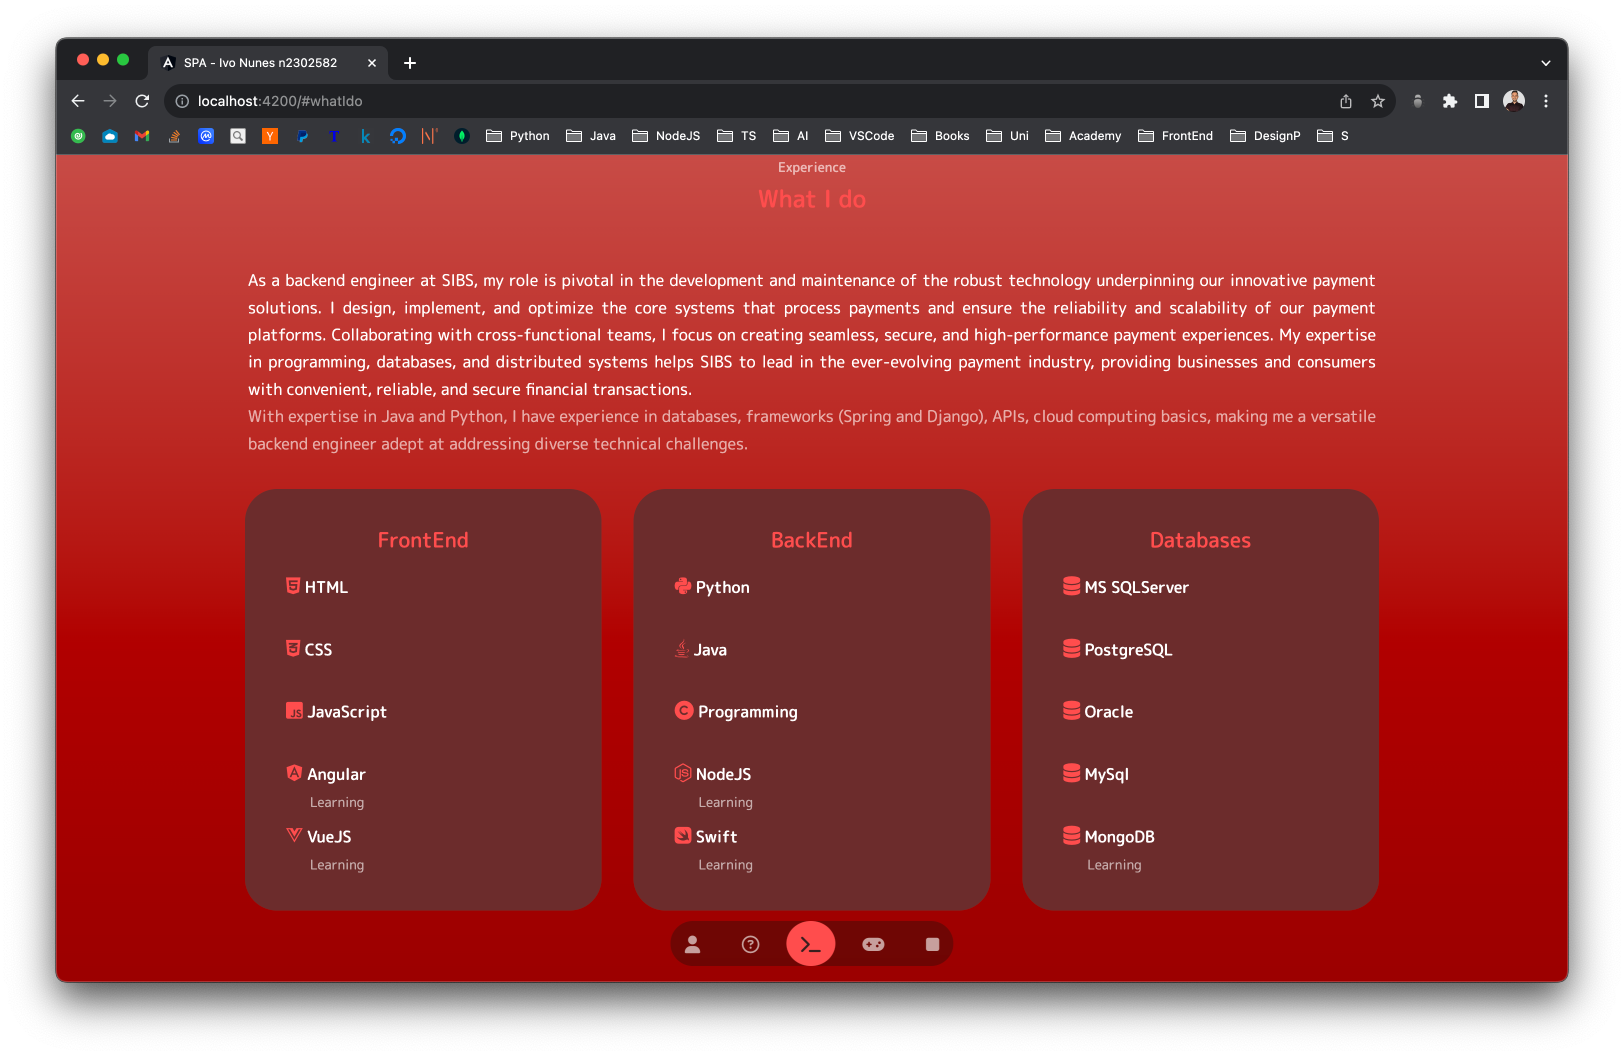 SPA - Ivo Nunes n2302582
localhost:4200/#whatIdo
Python Java NodeJS TS AI VSCode Books Uni Academy FrontEnd DesignP S
Experience
What I do
As a backend engineer at SIBS, my role is pivotal in the development and maintenance of the robust technology underpinning our innovative payment
solutions. I design, implement, and optimize the core systems that process payments and ensure the reliability and scalability of our payment
platforms. Collaborating with cross-functional teams, I focus on creating seamless, secure, and high-performance payment experiences. My expertise
in programming, databases, and distributed systems helps SIBS to lead in the ever-evolving payment industry, providing businesses and consumers
with convenient, reliable, and secure financial transactions.
With expertise in Java and Python, I have experience in databases, frameworks (Spring and Django), APIs, cloud computing basics, making me a versatile
backend engineer adept at addressing diverse technical challenges.
FrontEnd
HTML
CSS
JavaScript
Angular
Learning
VueJS
Learning
BackEnd
Python
Java
Programming
NodeJS
Learning
Swift
Learning
Databases
MS SQLServer
PostgreSQL
Oracle
MySql
MongoDB
Learning